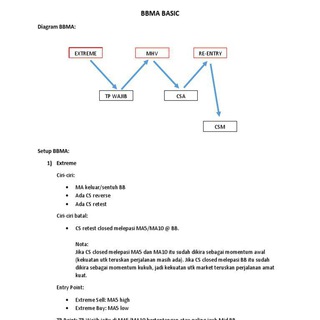 BBMA BASIC
Diagram BBMA:
EXTREME
MHV
RE-ENTRY
TP WAJIB
CSA
CSM
Setup BBMA:
1) Extreme
Ciri-ciri:
• MA keluar/sentuh BB
• Ada CS reverse
• Ada CS retest
Ciri-ciri batal:
• CS retest closed melepasi MA5/MA10 @ BB.
Nota:
Jika CS closed melepasi MA5 dan MA10 itu sudah dikira sebagai momemtum awal
(kekuatan utk teruskan perjalanan masih ada). Jika CS closed melepasi BB itu sudah
dikira sebagai momentum kukuh, jadi kekuatan utk market teruskan perjalanan amat
kuat.
Entry Point:
• Extreme Sell: MA5 high
• Extreme Buy: MA5 low